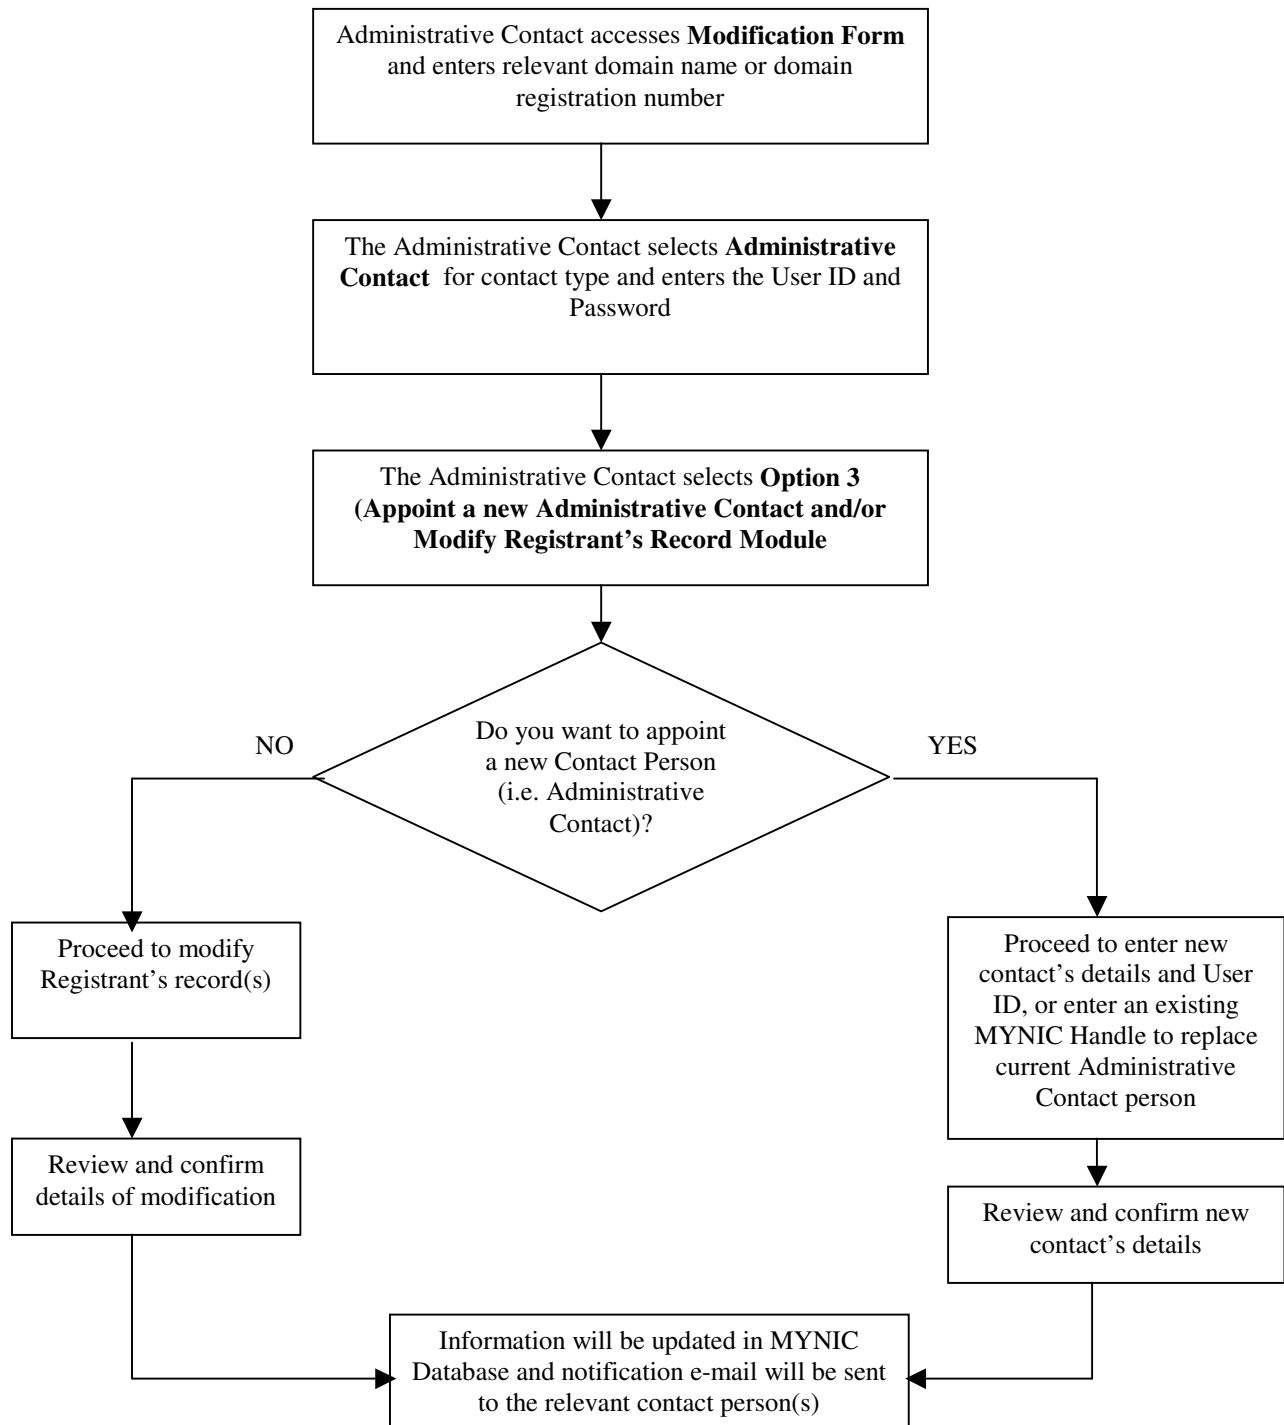 Administrative Contact accesses Modification Form
and enters relevant domain name or domain
registration number
The Administrative Contact selects Administrative
Contact for contact type and enters the User ID and
Password
The Administrative Contact selects Option 3
(Appoint a new Administrative Contact and/or
Modify Registrant’s Record Module
Do you want to appoint
a new Contact Person
(i.e. Administrative
Contact)?
NO
YES
Proceed to modify
Registrant’s record(s)
Proceed to enter new
contact’s details and User
ID, or enter an existing
MYNIC Handle to replace
current Administrative
Contact person
Review and confirm
details of modification
Review and confirm new
contact’s details
Information will be updated in MYNIC
Database and notification e-mail will be sent
to the relevant contact person(s)